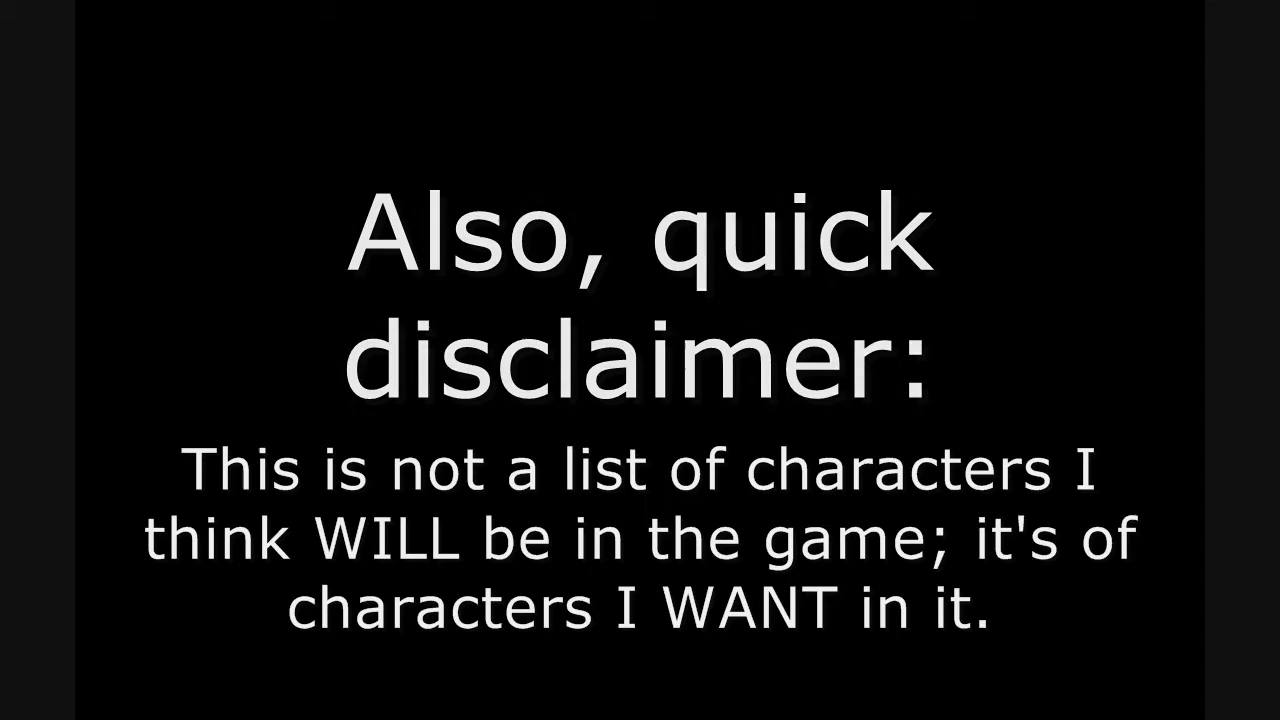 Also, quick
disclaimer:
This is not a list of characters I
think WILL be in the game; it's of
characters I WANT in it.